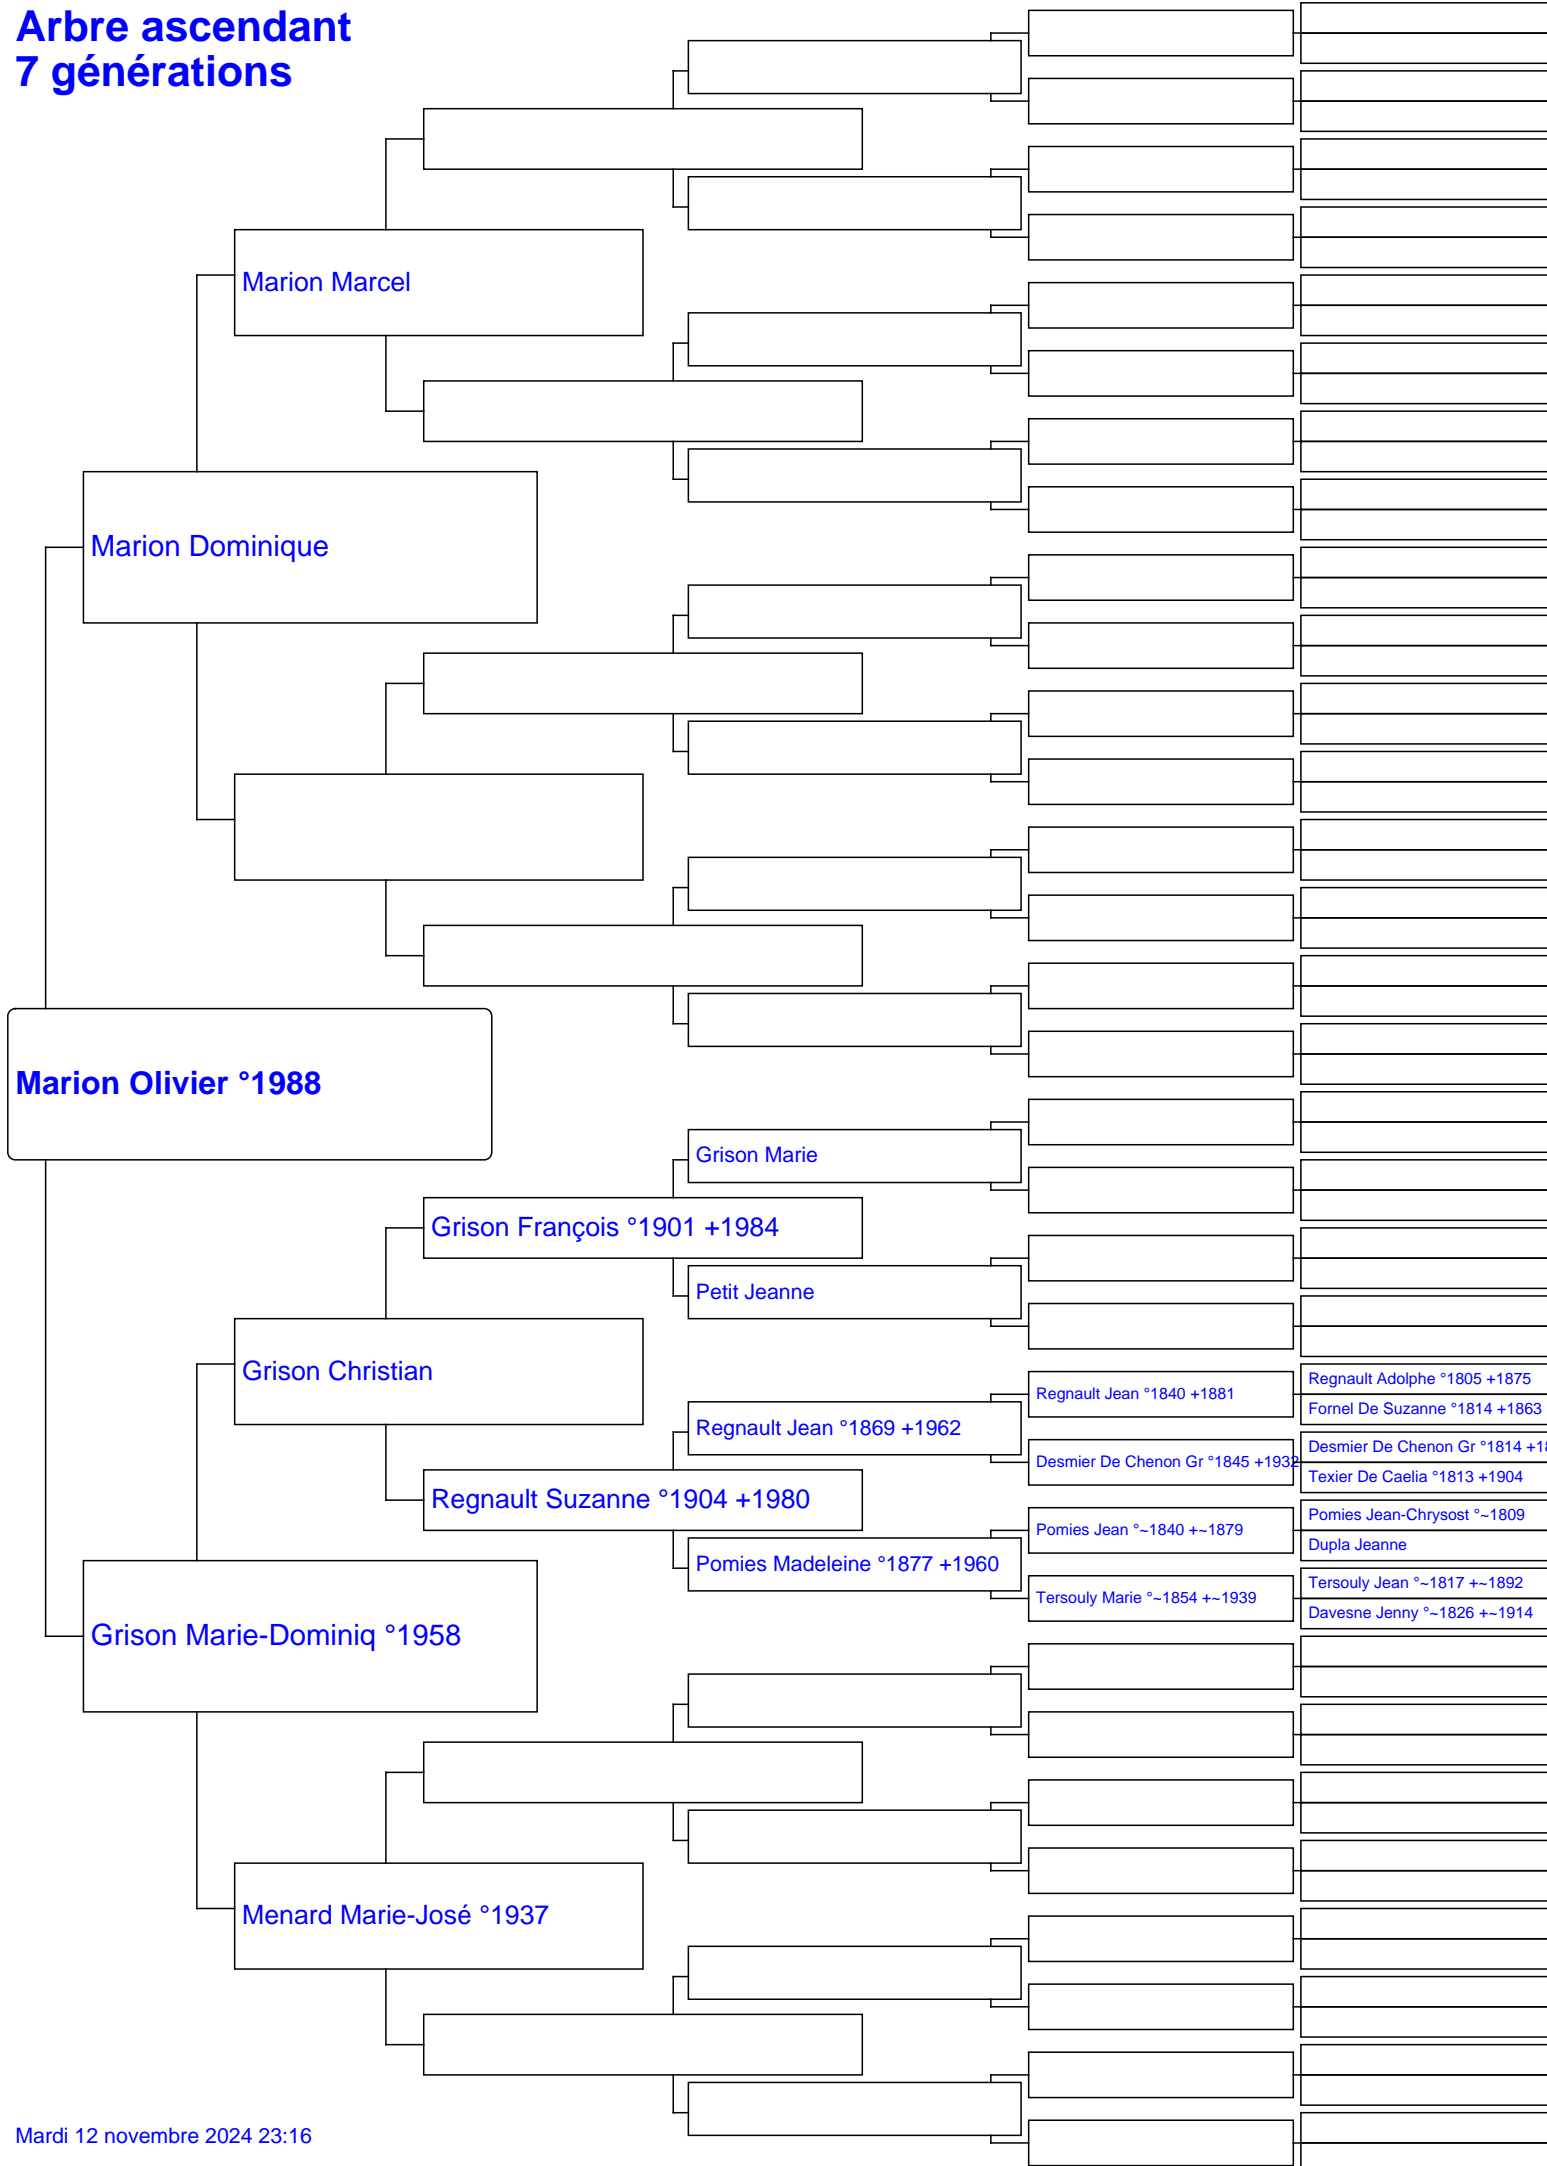 Arbre ascendant
7 générations
Marion Marcel
Marion Dominique
Marion Olivier °1988
Grison Marie
Grison François °1901 +1984
Petit Jeanne
Grison Christian
Regnault Adolphe °1805 +1875
Regnault Jean °1840 +1881
Fornel De Suzanne °1814 +1863
Regnault Jean °1869 +1962
Desmier De Chenon Gr °1814 +18
Desmier De Chenon Gr °1845 +1932
Texier De Caelia °1813 +1904
Regnault Suzanne °1904 +1980
Pomies Jean-Chrysost °~1809
Pomies Jean °~1840 +~1879
Dupla Jeanne
Pomies Madeleine °1877 +1960
Tersouly Jean °~1817 +~1892
Tersouly Marie °~1854 +~1939
Davesne Jenny °~1826 +~1914
Grison Marie-Dominiq °1958
Menard Marie-José °1937
Mardi 12 novembre 2024 23:16